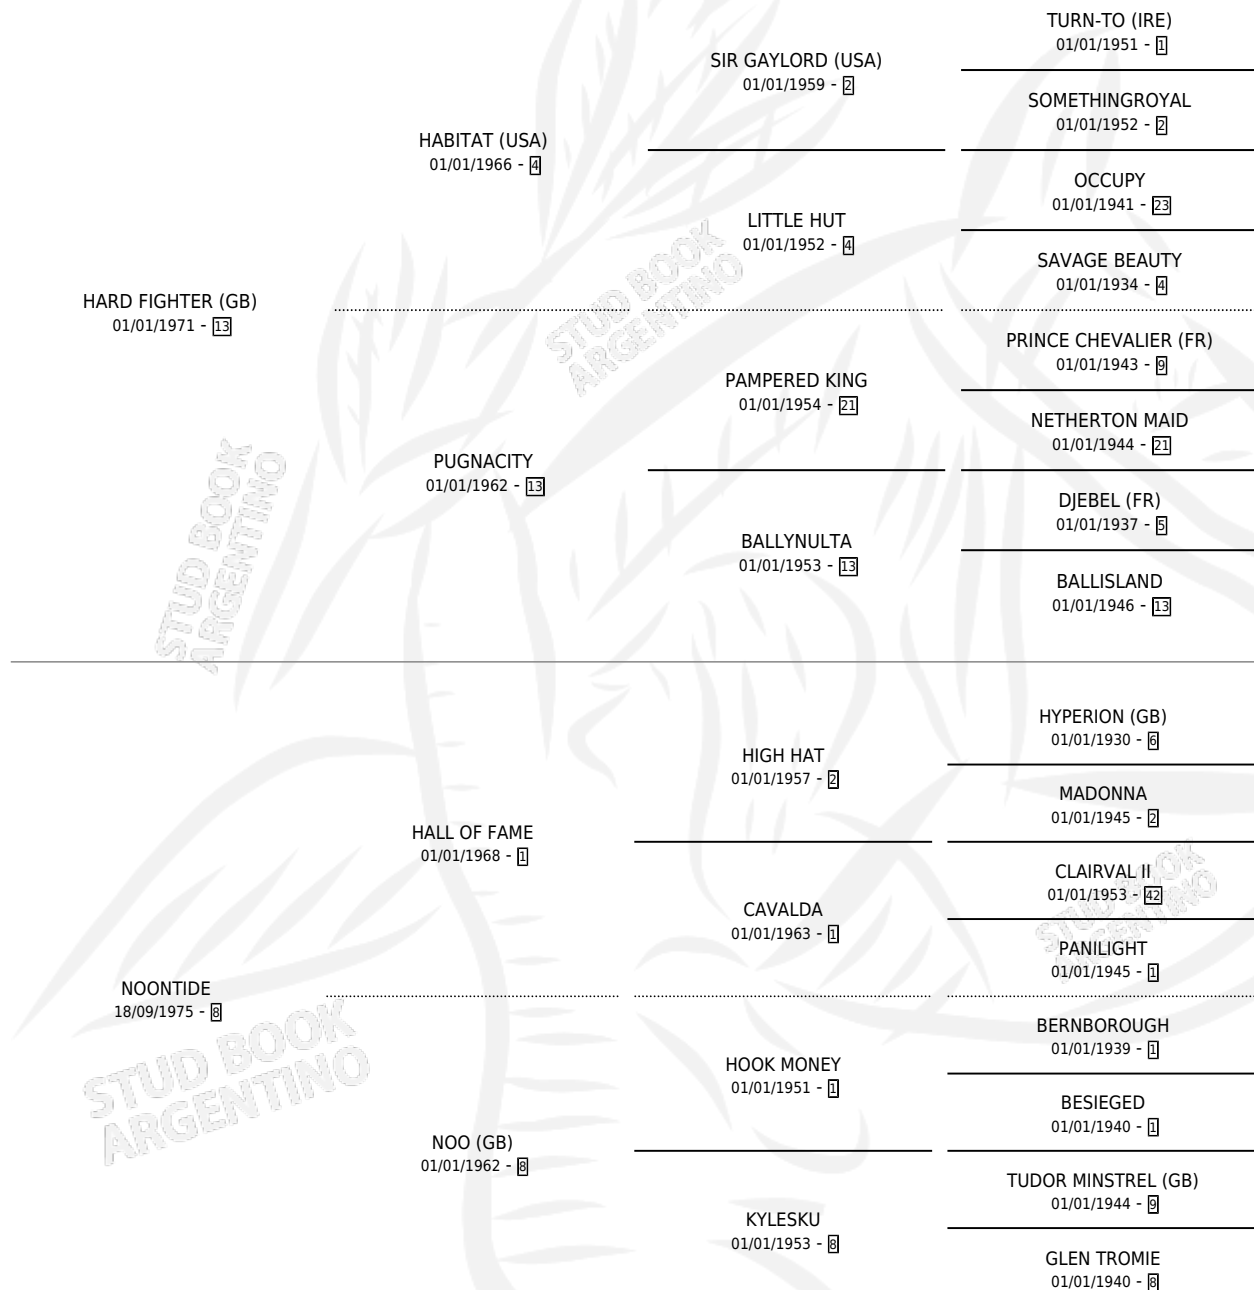 TURN-TO (IRE)
01/01/1951 - 1
SIR GAYLORD (USA)
01/01/1959 - 2
SOMETHINGROYAL
01/01/1952 - 2
HABITAT (USA)
01/01/1966 - 4
OCCUPY
01/01/1941 - 23
LITTLE HUT
01/01/1952 - 4
SAVAGE BEAUTY
01/01/1934 - 4
HARD FIGHTER (GB)
01/01/1971 - 13
PRINCE CHEVALIER (FR)
01/01/1943 - 9
PAMPERED KING
01/01/1954 - 21
NETHERTON MAID
01/01/1944 - 21
PUGNACITY
01/01/1962 - 13
DJEBEL (FR)
01/01/1937 - 5
BALLYNULTA
01/01/1953 - 13
BALLISLAND
01/01/1946 - 13
HYPERION (GB)
01/01/1930 - 6
HIGH HAT
01/01/1957 - 2
MADONNA
01/01/1945 - 2
HALL OF FAME
01/01/1968 - 1
CLAIRVAL II
01/01/1953 - 42
CAVALDA
01/01/1963 - 1
PANILIGHT
01/01/1945 - 1
NOONTIDE
18/09/1975 - 8
BERNBOROUGH
01/01/1939 - 1
HOOK MONEY
01/01/1951 - 1
BESIEGED
01/01/1940 - 1
NOO (GB)
01/01/1962 - 8
TUDOR MINSTREL (GB)
01/01/1944 - 9
KYLESKU
01/01/1953 - 8
GLEN TROMIE
01/01/1940 - 8
STUD BOOK
ARGENTINO
STUD BOOK
ARGENTINO
STUD BOOK
ARGENTINO
STUD BOOK
ARGENTINO